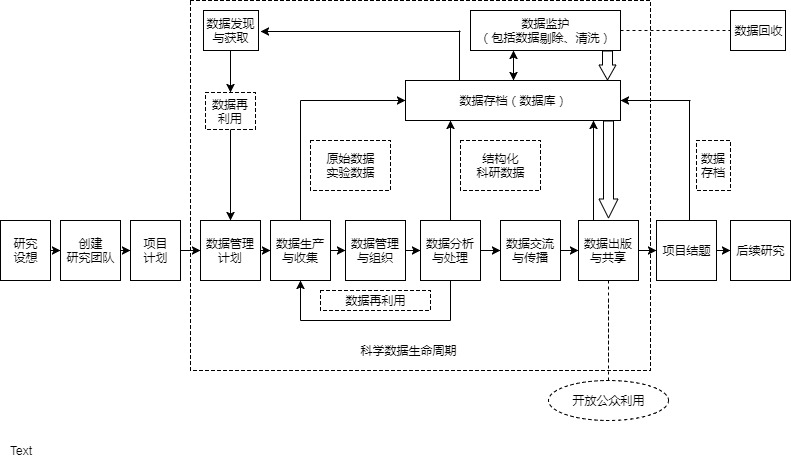 数据发现
与获取
数据监护
（包括数据剔除、清洗）
数据回收
数据再
利用
数据存档（数据库）
原始数据
实验数据
结构化
科研数据
数据
存档
研究
设想
创建
研究团队
项目
计划
数据管理
计划
数据生产
与收集
数据管理
与组织
数据分析
与处理
数据交流
与传播
数据出版
与共享
项目结题
后续研究
数据再利用
科学数据生命周期
开放公众利用
Text